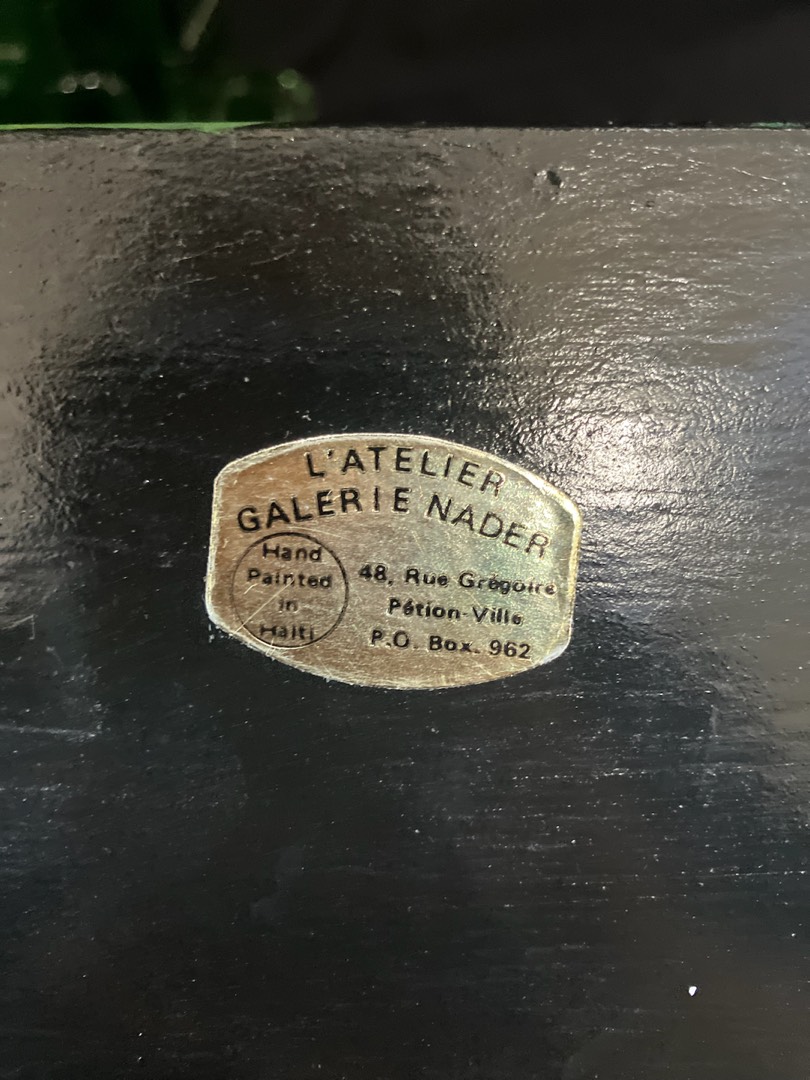 L'ATELIER
GALERIE NADER
Hand
Painted
in
Haiti
48, Rue Grégoire
Pétion-Ville
P.O. Box. 962